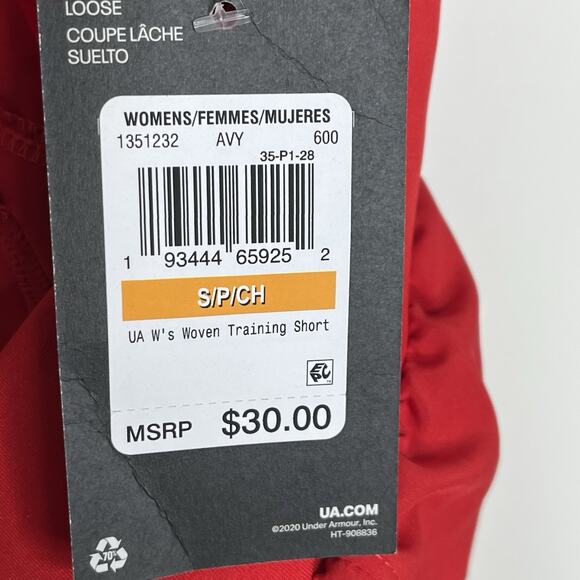 LOOSE
COUPE LÂCHE
SUELTO
WOMENS/FEMMES/MUJERES
1351232 AVY 600
35-P1-28
1 93444 65925 2
S/P/CH
UA W's Woven Training Short
EPC
MSRP $30.00
70%
UA.COM
©2020 Under Armour, Inc.
HT-908836